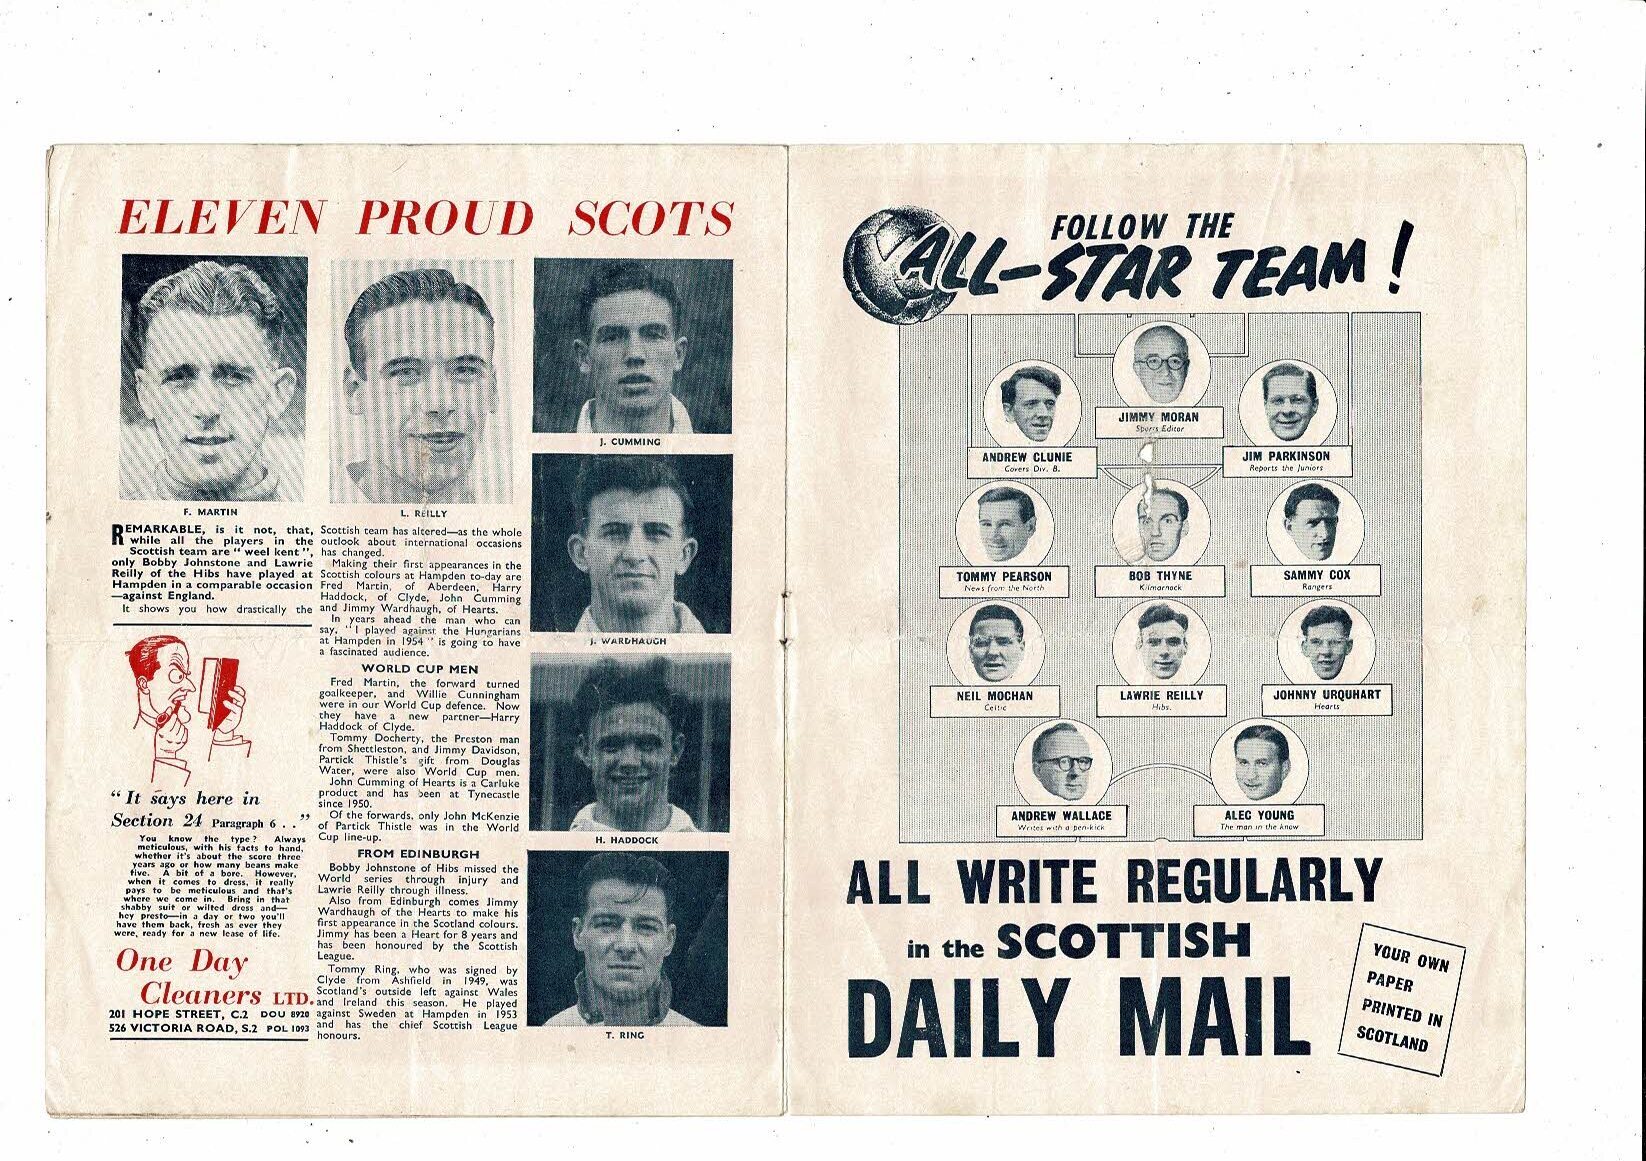 ELEVEN PROUD SCOTS
F. MARTIN
L. REILLY
REMARKABLE, is it not, that,
while all the players in the
Scottish team are " weel kent ",
only Bobby Johnstone and Lawrie
Reilly of the Hibs have played at
Hampden in a comparable occasion
—against England.
It shows you how drastically the
" It says here in
Section 24 Paragraph 6 . . "
You know the type? Always
meticulous, with his facts to hand,
whether it's about the score three
years ago or how many beans make
five. A bit of a bore. However,
when it comes to dress, it really
pays to be meticulous and that's
where we come in. Bring in that
shabby suit or wilted dress and—
hey presto—in a day or two you'll
have them back, fresh as ever they
were, ready for a new lease of life.
One Day
Cleaners LTD.
201 HOPE STREET, C.2 DOU 8920
526 VICTORIA ROAD, S.2 POL 1093
Scottish team has altered—as the whole
outlook about international occasions
has changed.
Making their first appearances in the
Scottish colours at Hampden to-day are
Fred Martin, of Aberdeen, Harry
Haddock, of Clyde, John Cumming
and Jimmy Wardhaugh, of Hearts.
In years ahead the man who can
say, " I played against the Hungarians
at Hampden in 1954 " is going to have
a fascinated audience.
WORLD CUP MEN
Fred Martin, the forward turned
goalkeeper, and Willie Cunningham
were in our World Cup defence. Now
they have a new partner—Harry
Haddock of Clyde.
Tommy Docherty, the Preston man
from Shettleston, and Jimmy Davidson,
Partick Thistle's gift from Douglas
Water, were also World Cup men.
John Cumming of Hearts is a Carluke
product and has been at Tynecastle
since 1950.
Of the forwards, only John McKenzie
of Partick Thistle was in the World
Cup line-up.
FROM EDINBURGH
Bobby Johnstone of Hibs missed the
World series through injury and
Lawrie Reilly through illness.
Also from Edinburgh comes Jimmy
Wardhaugh of the Hearts to make his
first appearance in the Scotland colours.
Jimmy has been a Heart for 8 years and
has been honoured by the Scottish
League.
Tommy Ring, who was signed by
Clyde from Ashfield in 1949, was
Scotland's outside left against Wales
and Ireland this season. He played
against Sweden at Hampden in 1953
and has the chief Scottish League
honours.
J. CUMMING
J. WARDHAUGH
H. HADDOCK
T. RING
FOLLOW THE
ALL-STAR TEAM!
JIMMY MORAN
Sports Editor
ANDREW CLUNIE
Covers Div. B.
JIM PARKINSON
Reports the Juniors
TOMMY PEARSON
News from the North
BOB THYNE
Kilmarnock
SAMMY COX
Rangers
NEIL MOCHAN
Celtic
LAWRIE REILLY
Hibs.
JOHNNY URQUHART
Hearts
ANDREW WALLACE
Writes with a pen-kick
ALEC YOUNG
The man in the know
ALL WRITE REGULARLY
in the SCOTTISH
DAILY MAIL
YOUR OWN
PAPER
PRINTED IN
SCOTLAND